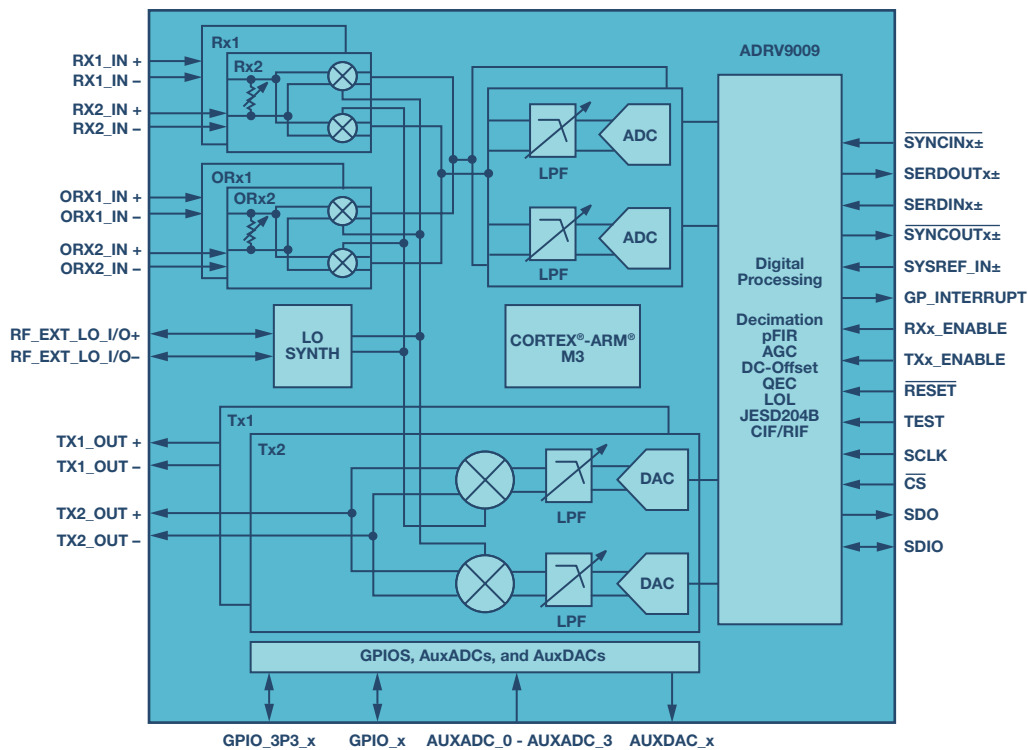 ADRV9009
RX1_IN +
RX1_IN –
RX2_IN +
RX2_IN –
Rx1
Rx2
ORX1_IN +
ORX1_IN –
ORX2_IN +
ORX2_IN –
ORx1
ORx2
RF_EXT_LO_I/O+
RF_EXT_LO_I/O–
LO
SYNTH
TX1_OUT +
TX1_OUT –
TX2_OUT +
TX2_OUT –
Tx1
Tx2
LPF
ADC
LPF
ADC
CORTEX®-ARM®
M3
LPF
DAC
LPF
DAC
Digital
Processing
Decimation
pFIR
AGC
DC-Offset
QEC
LOL
JESD204B
CIF/RIF
SYNCINx±
SERDOUTx±
SERDINx±
SYNCOUTx±
SYSREF_IN±
GP_INTERRUPT
RXx_ENABLE
TXx_ENABLE
RESET
TEST
SCLK
CS
SDO
SDIO
GPIOS, AuxADCs, and AuxDACs
GPIO_3P3_x
GPIO_x
AUXADC_0 - AUXADC_3
AUXDAC_x